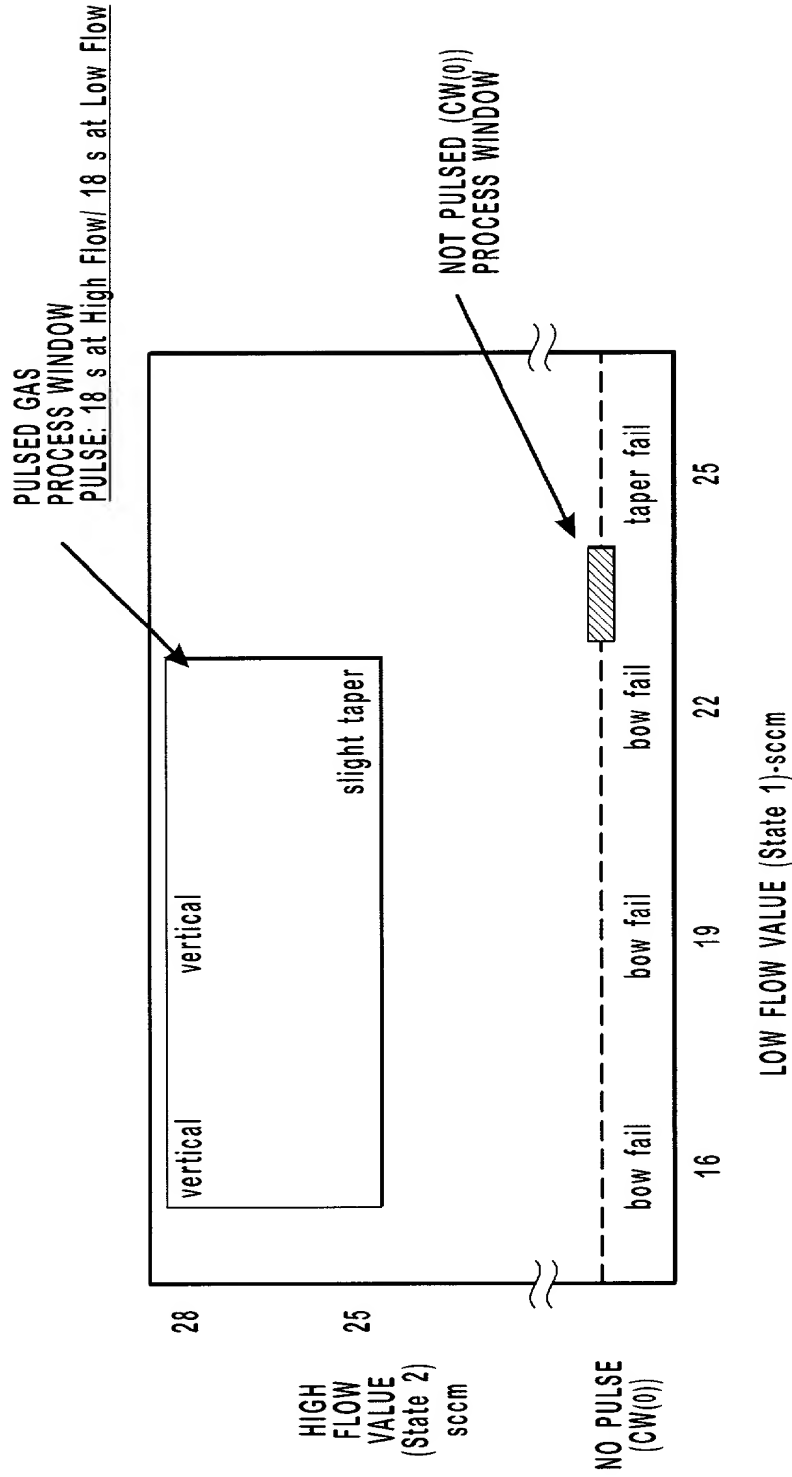 PULSED GAS
PROCESS WINDOW
PULSE: 18 s at High Flow/ 18 s at Low Flow
NOT PULSED (CW(0))
PROCESS WINDOW
HIGH
FLOW
VALUE
(State 2)
sccm
28
25
NO PULSE
(CW(0))
vertical
vertical
slight taper
bow fail
bow fail
bow fail
taper fail
16
19
22
25
LOW FLOW VALUE (State 1)-sccm